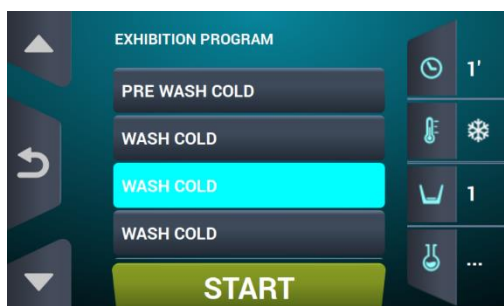 EXHIBITION PROGRAM
PRE WASH COLD
WASH COLD
WASH COLD
WASH COLD
START
1'
1
...